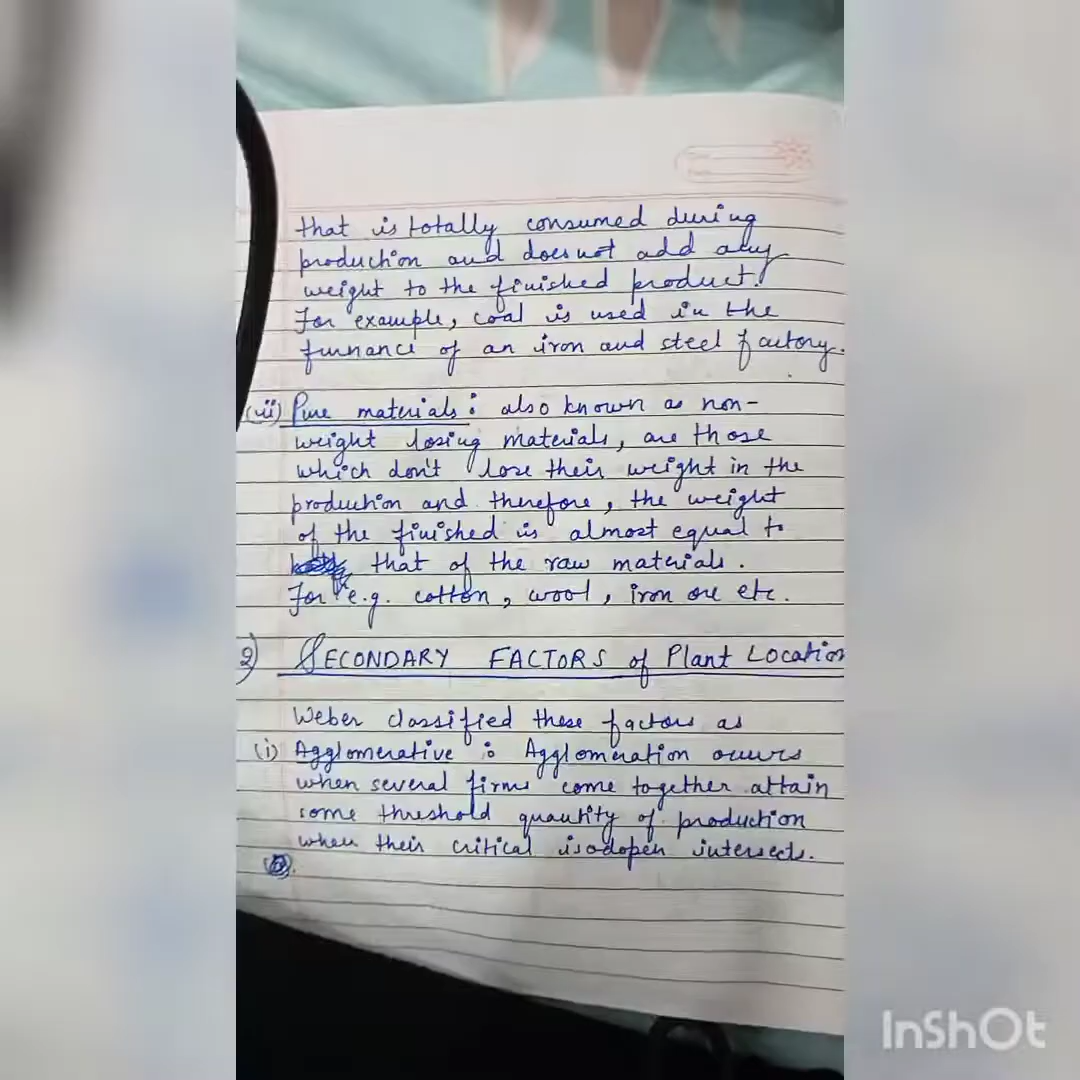 that is totally consumed during
production and does not add any
weight to the finished product.
For example, coal is used in the
furnance of an iron and steel factory.
(iii) Pure materials: also known as non-
weight losing materials, are those
which don't lose their weight in the
production and therefore, the weight
of the finished is almost equal to
that of the raw materials.
For e.g. cotton, wool, iron ore etc.
2) SECONDARY FACTORS of Plant Location
Weber classified these factors as
(i) Agglomerative: Agglomeration occurs
when several firms come together attain
some threshold quantity of production
when their critical isodopen intersects.
InShOt